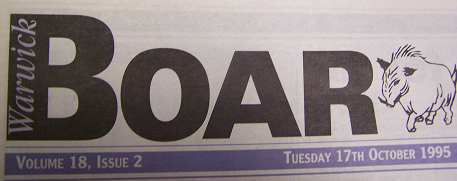 Warwick
BOAR
VOLUME 18, ISSUE 2
TUESDAY 17TH OCTOBER 1995